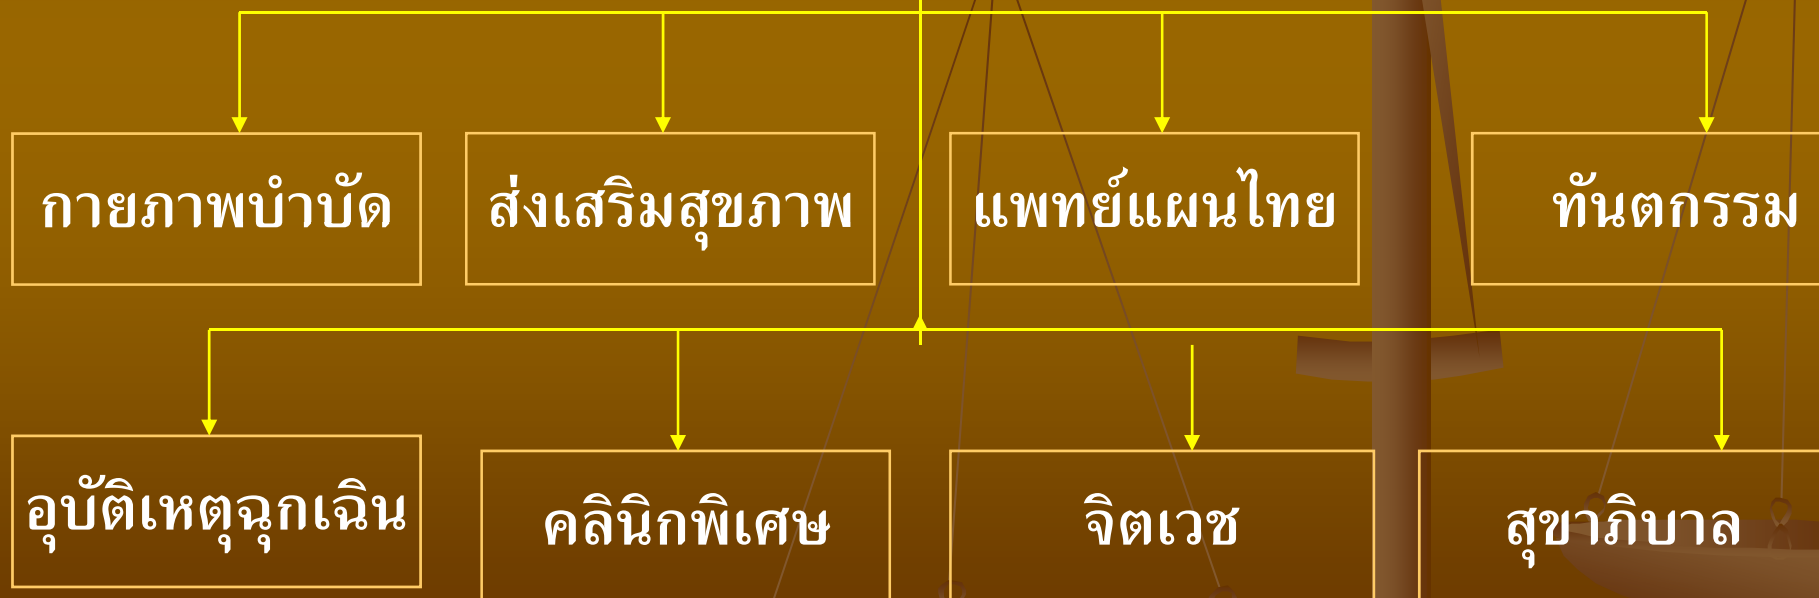 กายภาพบำบัด
ส่งเสริมสุขภาพ
แพทย์แผนไทย
ทันตกรรม
อุบัติเหตุฉุกเฉิน
คลินิกพิเศษ
จิตเวช
สุขาภิบาล